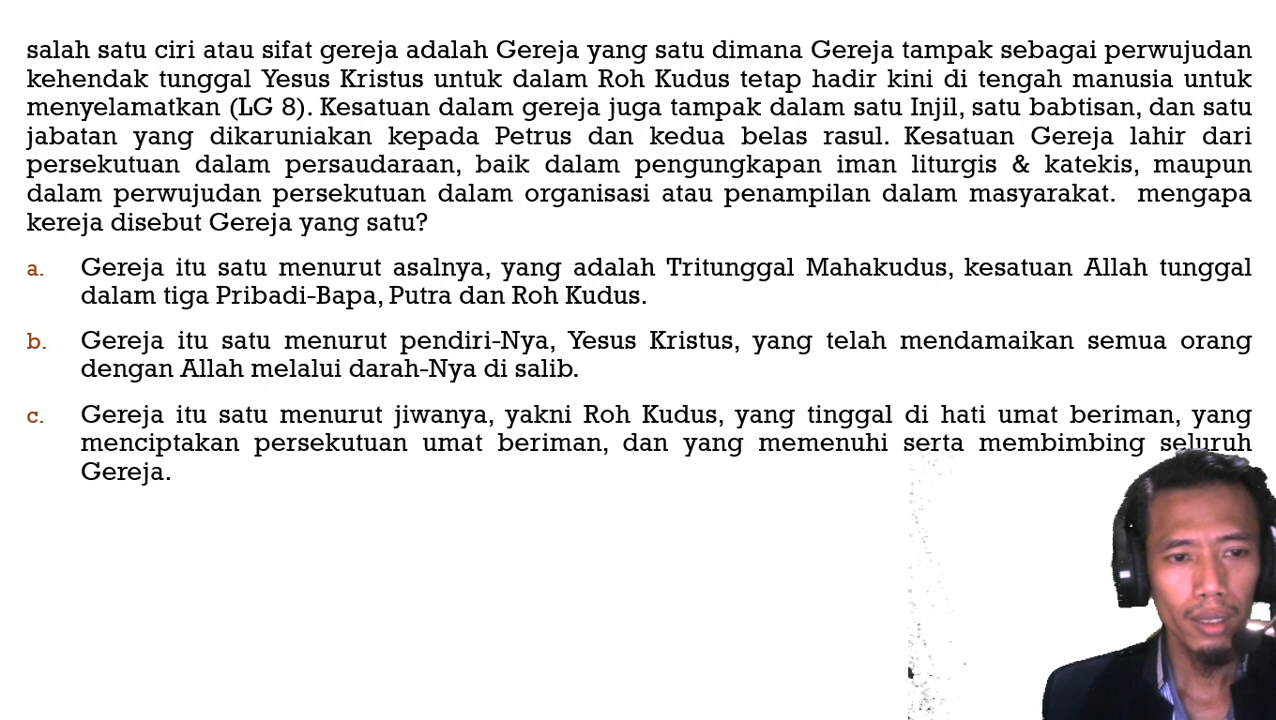 salah satu ciri atau sifat gereja adalah Gereja yang satu dimana Gereja tampak sebagai perwujudan
kehendak tunggal Yesus Kristus untuk dalam Roh Kudus tetap hadir kini di tengah manusia untuk
menyelamatkan (LG 8). Kesatuan dalam gereja juga tampak dalam satu Injil, satu babtisan, dan satu
jabatan yang dikaruniakan kepada Petrus dan kedua belas rasul. Kesatuan Gereja lahir dari
persekutuan dalam persaudaraan, baik dalam pengungkapan iman liturgis & katekis, maupun
dalam perwujudan persekutuan dalam organisasi atau penampilan dalam masyarakat. mengapa
kereja disebut Gereja yang satu?
a. Gereja itu satu menurut asalnya, yang adalah Tritunggal Mahakudus, kesatuan Allah tunggal
dalam tiga Pribadi-Bapa, Putra dan Roh Kudus.
b. Gereja itu satu menurut pendiri-Nya, Yesus Kristus, yang telah mendamaikan semua orang
dengan Allah melalui darah-Nya di salib.
c. Gereja itu satu menurut jiwanya, yakni Roh Kudus, yang tinggal di hati umat beriman, yang
menciptakan persekutuan umat beriman, dan yang memenuhi serta membimbing seluruh
Gereja.